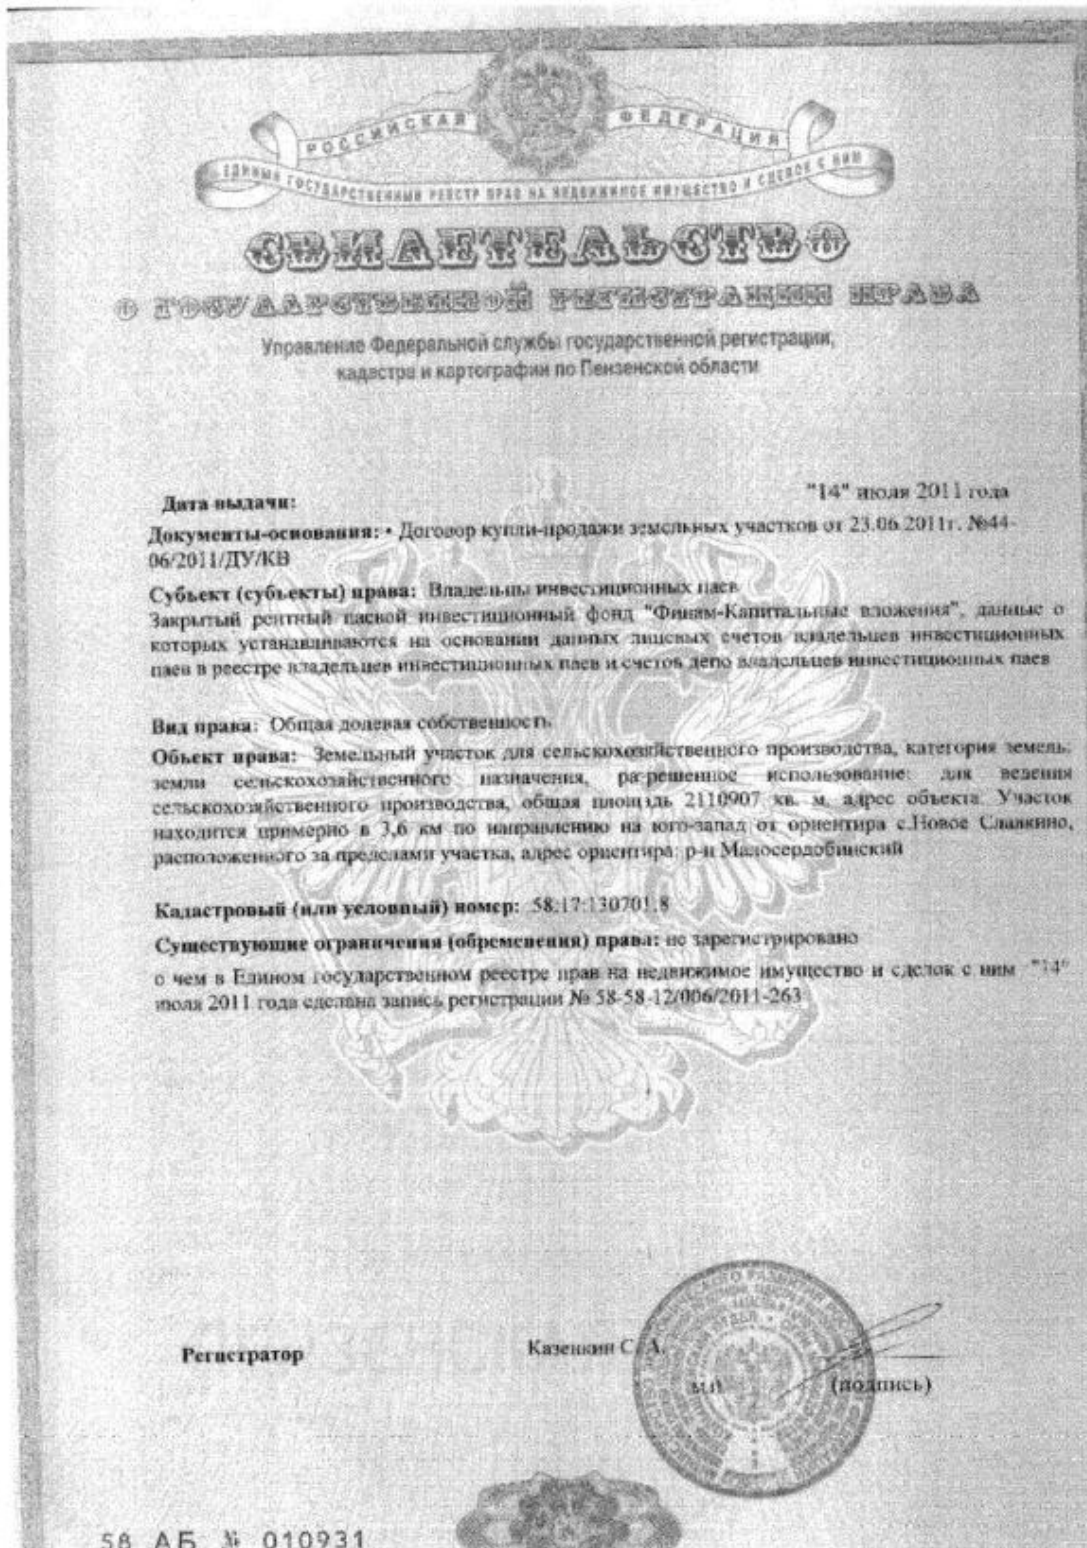 РОССИЙСКАЯ ФЕДЕРАЦИЯ
ЕДИНЫЙ ГОСУДАРСТВЕННЫЙ РЕЕСТР ПРАВ НА НЕДВИЖИМОЕ ИМУЩЕСТВО И СДЕЛОК С НИМ
СВИДЕТЕЛЬСТВО
О ГОСУДАРСТВЕННОЙ РЕГИСТРАЦИИ ПРАВА
Управление Федеральной службы государственной регистрации,
кадастра и картографии по Пензенской области
Дата выдачи: "14" июля 2011 года
Документы-основания: • Договор купли-продажи земельных участков от 23.06.2011г. №44-
06/2011/ДУ/КВ
Субъект (субъекты) права: Владельцы инвестиционных паев
Закрытый рентный паевой инвестиционный фонд "Финам-Капитальные вложения", данные о
которых устанавливаются на основании данных лицевых счетов владельцев инвестиционных
паев в реестре владельцев инвестиционных паев и счетов депо владельцев инвестиционных паев
Вид права: Общая долевая собственность
Объект права: Земельный участок для сельскохозяйственного производства, категория земель:
земли сельскохозяйственного назначения, разрешенное использование: для ведения
сельскохозяйственного производства, общая площадь 2110907 кв. м, адрес объекта: Участок
находится примерно в 3,6 км по направлению на юго-запад от ориентира с.Новое Славкино,
расположенного за пределами участка, адрес ориентира: р-н Малосердобинский
Кадастровый (или условный) номер: 58:17:130701:8
Существующие ограничения (обременения) права: не зарегистрировано
о чем в Едином государственном реестре прав на недвижимое имущество и сделок с ним "14"
июля 2011 года сделана запись регистрации № 58-58-12/006/2011-263
Регистратор Казенкин С. А.
м.п. (подпись)
58 АБ № 010931